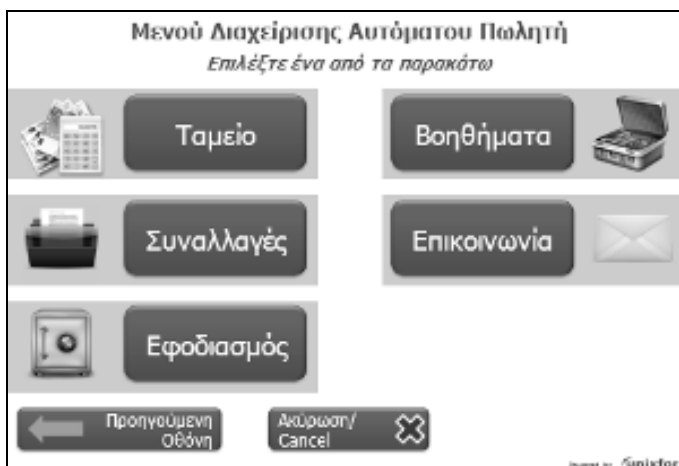 Μενού Διαχείρισης Αυτόματου Πωλητή
Επιλέξτε ένα από τα παρακάτω
Ταμείο
Βοηθήματα
Συναλλαγές
Επικοινωνία
Εφοδιασμός
Προηγούμενη
Οθόνη
Ακύρωση/
Cancel